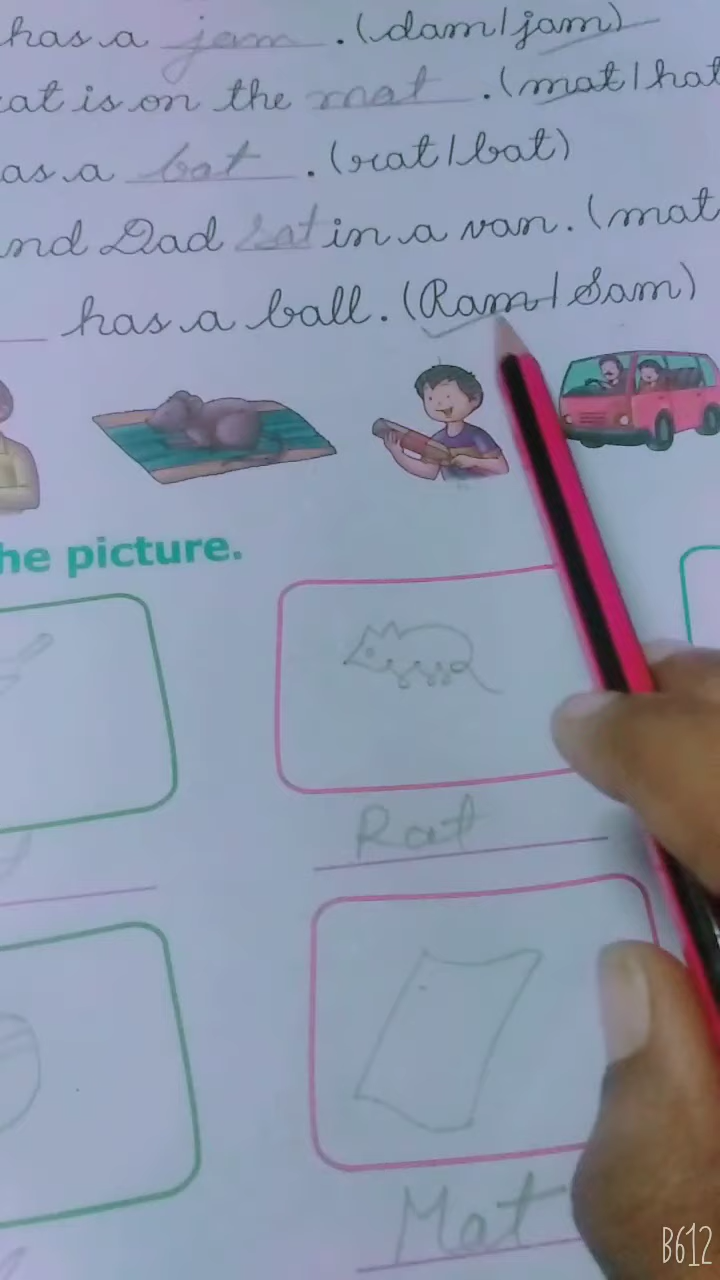 has a jam. (dam/jam)
cat is on the mat. (mat/hat
as a bat. (rat/bat)
nd Dad sat in a van. (mat
has a ball. (Ram/Sam)
he picture.
Rat
Mat
B612